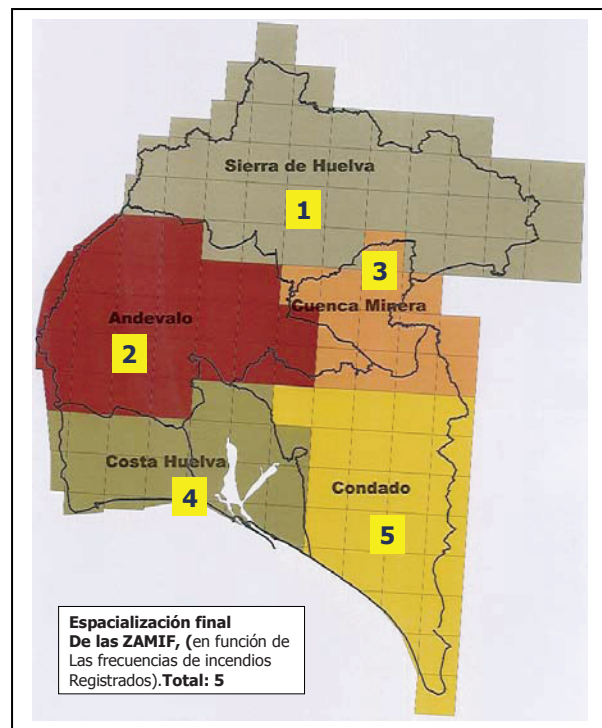 Sierra de Huelva
1
3
Cuenca Minera
Andevalo
2
Costa Huelva
4
Condado
5
Espacialización final
De las ZAMIF, (en función de
Las frecuencias de incendios
Registrados).Total: 5